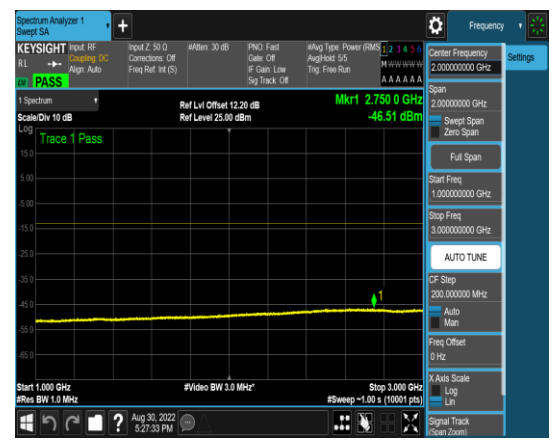 Spectrum Analyzer 1
Swept SA
Frequency
KEYSIGHT
RL
PASS
Input: RF
Coupling: DC
Align: Auto
Input Z: 50 Ω
Corrections: Off
Freq Ref: Int (S)
#Atten: 30 dB
PNO: Fast
Gate: Off
IF Gain: Low
Sig Track: Off
#Avg Type: Power (RMS
Avg|Hold: 5/5
Trig: Free Run
1 2 3 4 5 6
M W W W W W
A A A A A A
1 Spectrum
Scale/Div 10 dB
Ref Lvl Offset 12.20 dB
Ref Level 25.00 dBm
Mkr1 2.750 0 GHz
-46.51 dBm
Log
Trace 1 Pass
15.0
5.00
-5.00
-15.0
-25.0
-35.0
-45.0
-55.0
-65.0
1
Start 1.000 GHz
#Res BW 1.0 MHz
#Video BW 3.0 MHz*
Stop 3.000 GHz
#Sweep ~1.00 s (10001 pts)
?
Aug 30, 2022
5:27:33 PM
Settings
Center Frequency
2.000000000 GHz
Span
2.00000000 GHz
Swept Span
Zero Span
Full Span
Start Freq
1.000000000 GHz
Stop Freq
3.000000000 GHz
AUTO TUNE
CF Step
200.000000 MHz
Auto
Man
Freq Offset
0 Hz
X Axis Scale
Log
Lin
Signal Track
(Span Zoom)